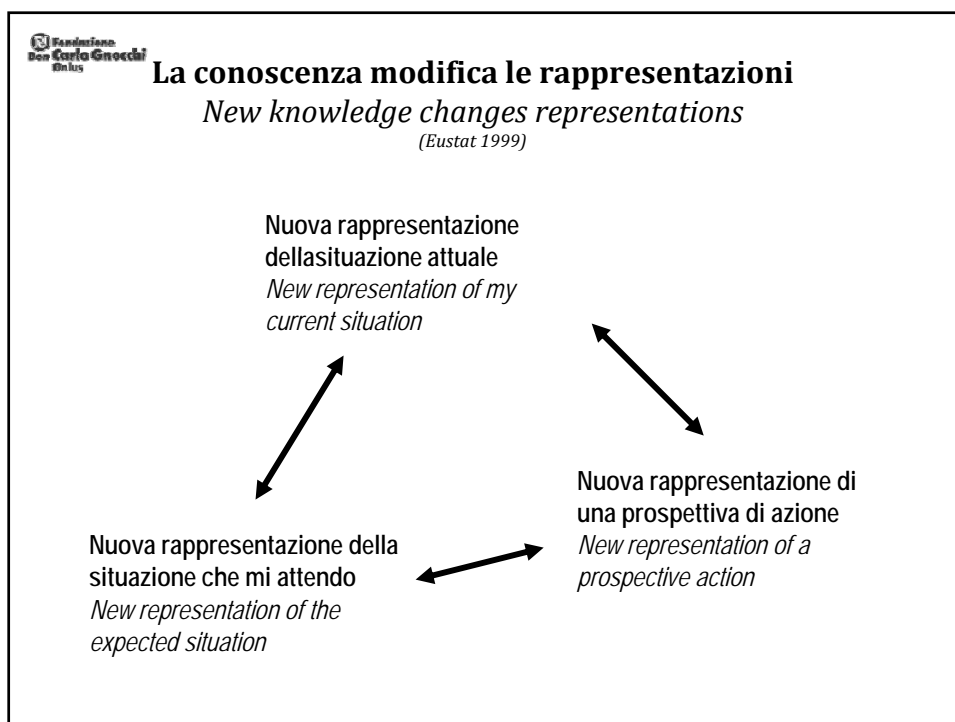 Fondazione
Don Carlo Gnocchi
Onlus
La conoscenza modifica le rappresentazioni
New knowledge changes representations
(Eustat 1999)
Nuova rappresentazione
dellasituazione attuale
New representation of my
current situation
Nuova rappresentazione di
una prospettiva di azione
New representation of a
prospective action
Nuova rappresentazione della
situazione che mi attendo
New representation of the
expected situation